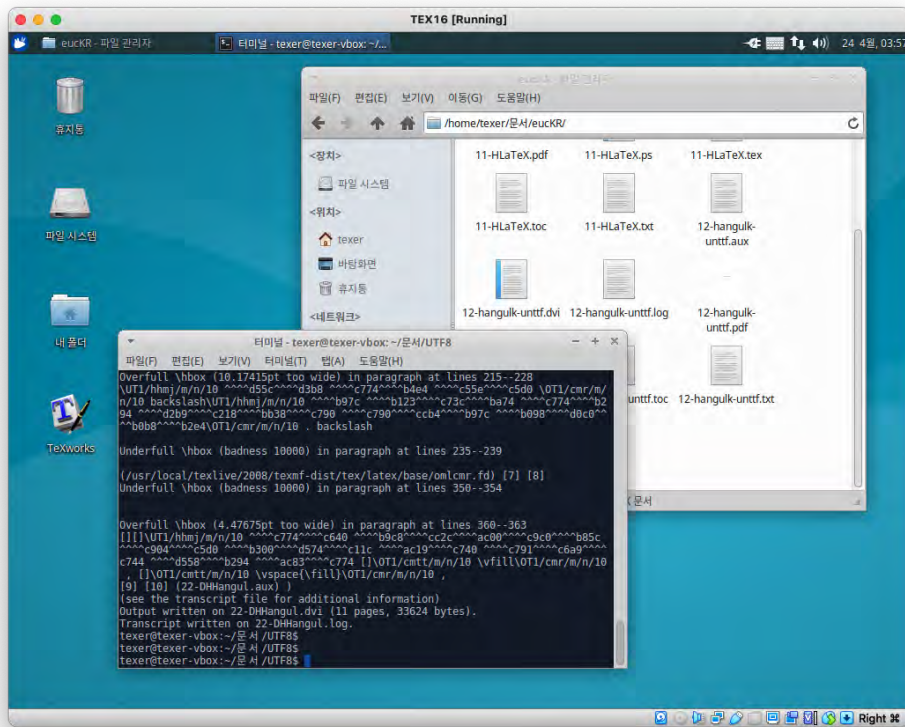 TEX16 [Running]
eucKR - 파일 관리자
터미널 - texer@texer-vbox: ~/...
24 4월, 03:57
휴지통
파일 시스템
내 폴더
TeXworks
파일(F) 편집(E) 보기(V) 이동(G) 도움말(H)
/home/texer/문서/eucKR/
<장치>
파일 시스템
<위치>
texer
바탕화면
휴지통
<네트워크>
11-HLaTeX.pdf 11-HLaTeX.ps 11-HLaTeX.tex
11-HLaTeX.toc 11-HLaTeX.txt 12-hangulk-
unttf.aux
12-hangulk-unttf.dvi 12-hangulk-unttf.log 12-hangulk-
unttf.pdf
unttf.toc 12-hangulk-unttf.txt
문서
터미널 - texer@texer-vbox: ~/문서/UTF8
파일(F) 편집(E) 보기(V) 터미널(T) 탭(A) 도움말(H)
Overfull \hbox (10.17415pt too wide) in paragraph at lines 215--228
\UT1/hhmj/m/n/10 ^^^^d55c^^^^d3b8 ^^^^c774^^^^b4e4 ^^^^c55e^^^^c5d0 \OT1/cmr/m/
n/10 backslash\UT1/hhmj/m/n/10 ^^^^b97c ^^^^b123^^^^c73c^^^^ba74 ^^^^c774^^^^b2
94 ^^^^d2b9^^^^c218^^^^bb38^^^^c790 ^^^^c790^^^^ccb4^^^^b97c ^^^^b098^^^^d0c0^^
^^b0b8^^^^b2e4\OT1/cmr/m/n/10 . backslash
Underfull \hbox (badness 10000) in paragraph at lines 235--239
(/usr/local/texlive/2008/texmf-dist/tex/latex/base/omlcmr.fd) [7] [8]
Underfull \hbox (badness 10000) in paragraph at lines 350--354
Overfull \hbox (4.47675pt too wide) in paragraph at lines 360--363
[][]\UT1/hhmj/m/n/10 ^^^^c774^^^^c640 ^^^^b9c8^^^^cc2c^^^^ac00^^^^c9c0^^^^b85c
^^^^c904^^^^c5d0 ^^^^b300^^^^d574^^^^c11c ^^^^ac19^^^^c740 ^^^^c791^^^^c6a9^^^^
c744 ^^^^d558^^^^b294 ^^^^ac83^^^^c774 []\OT1/cmtt/m/n/10 \vfill\OT1/cmr/m/n/10
, []\OT1/cmtt/m/n/10 \vspace{\fill}\OT1/cmr/m/n/10 ,
[9] [10] (22-DHHangul.aux) )
(see the transcript file for additional information)
Output written on 22-DHHangul.dvi (11 pages, 33624 bytes).
Transcript written on 22-DHHangul.log.
texer@texer-vbox:~/문서/UTF8$
texer@texer-vbox:~/문서/UTF8$
texer@texer-vbox:~/문서/UTF8$
Right ⌘